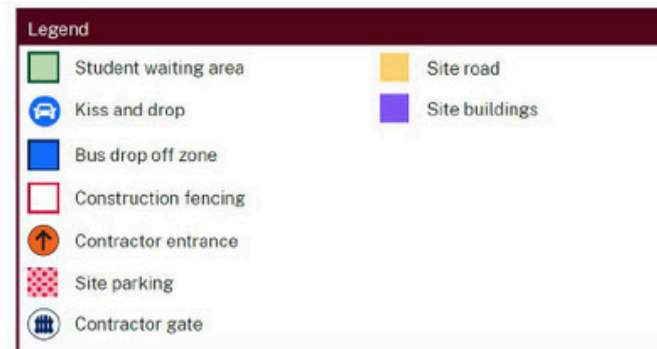 Legend
Student waiting area
Kiss and drop
Bus drop off zone
Construction fencing
Contractor entrance
Site parking
Contractor gate
Site road
Site buildings